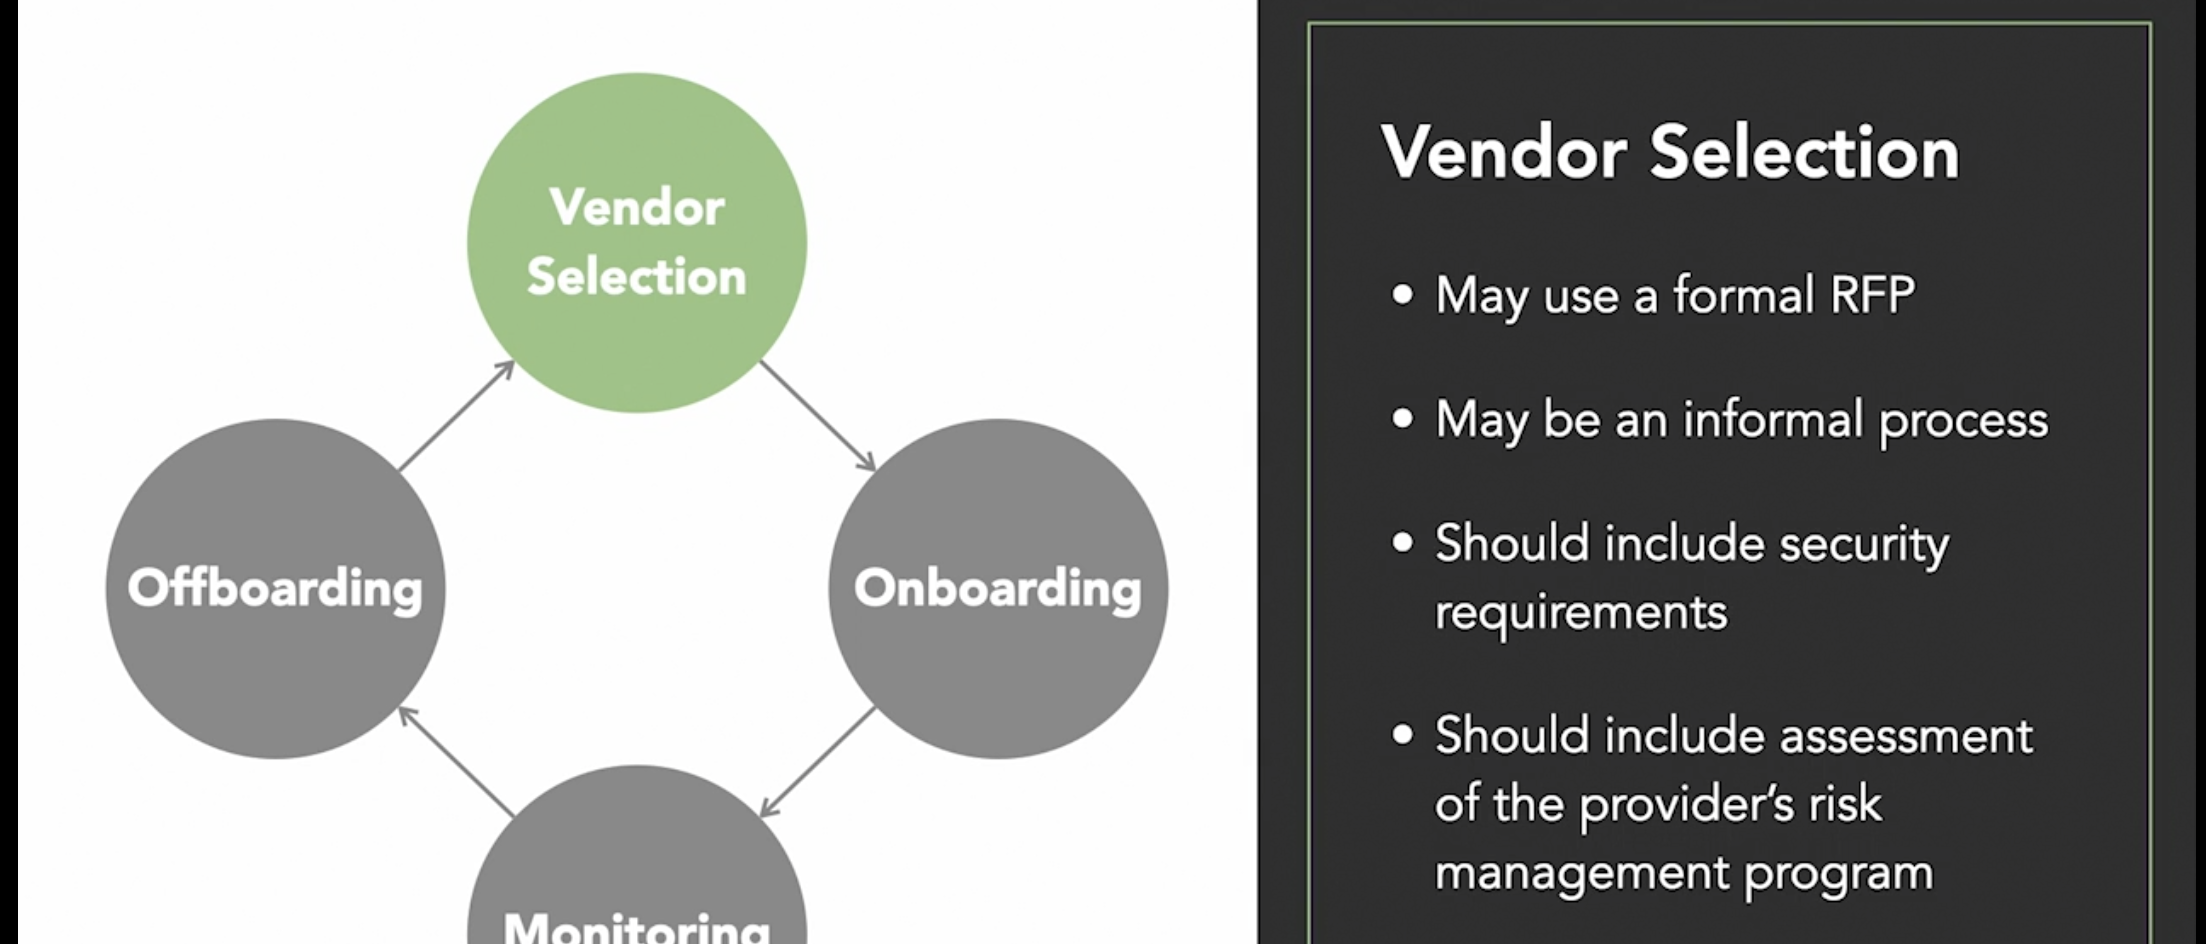 Vendor
Selection
Offboarding
Onboarding
Monitoring
Vendor Selection
• May use a formal RFP
• May be an informal process
• Should include security
requirements
• Should include assessment
of the provider's risk
management program